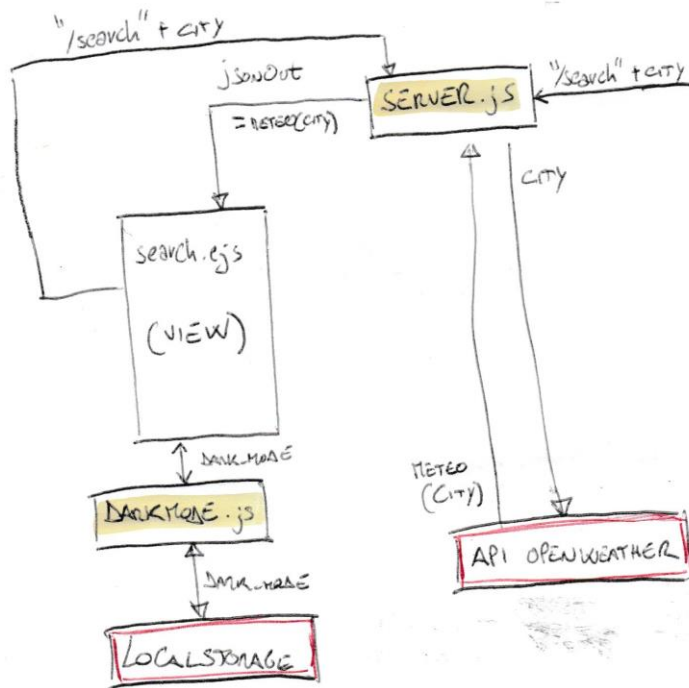 "/search" + CITY
jsonOut
SERVER.js
"/search" + CITY
= METEO(CITY)
CITY
search.ejs
(VIEW)
DARK_MODE
METEO
(CITY)
DARKMODE.js
API OPENWEATHER
DARK_MODE
LOCALSTORAGE